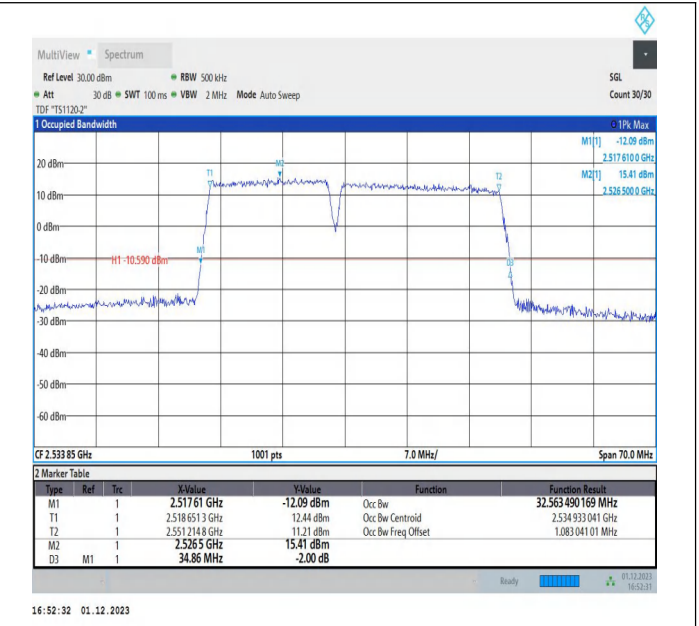 MultiView Spectrum
Ref Level 30.00 dBm RBW 500 kHz SGL
Att 30 dB SWT 100 ms VBW 2 MHz Mode Auto Sweep Count 30/30
TDF "TS1120-2"
1 Occupied Bandwidth 1Pk Max
M1[1] -12.09 dBm
2.517 610 0 GHz
M2[1] 15.41 dBm
2.526 500 0 GHz
20 dBm
10 dBm
0 dBm
-10 dBm
-20 dBm
-30 dBm
-40 dBm
-50 dBm
-60 dBm
T1
M2
T2
M1
H1 -10.590 dBm
D3
CF 2.533 85 GHz 1001 pts 7.0 MHz/ Span 70.0 MHz
2 Marker Table
Type Ref Trc X-Value Y-Value Function Function Result
M1 1 2.517 61 GHz -12.09 dBm Occ Bw 32.563 490 169 MHz
T1 1 2.518 651 3 GHz 12.44 dBm Occ Bw Centroid 2.534 933 041 GHz
T2 1 2.551 214 8 GHz 11.21 dBm Occ Bw Freq Offset 1.083 041 01 MHz
M2 1 2.526 5 GHz 15.41 dBm
D3 M1 1 34.86 MHz -2.00 dB
Ready 01.12.2023
16:52:31
16:52:32 01.12.2023